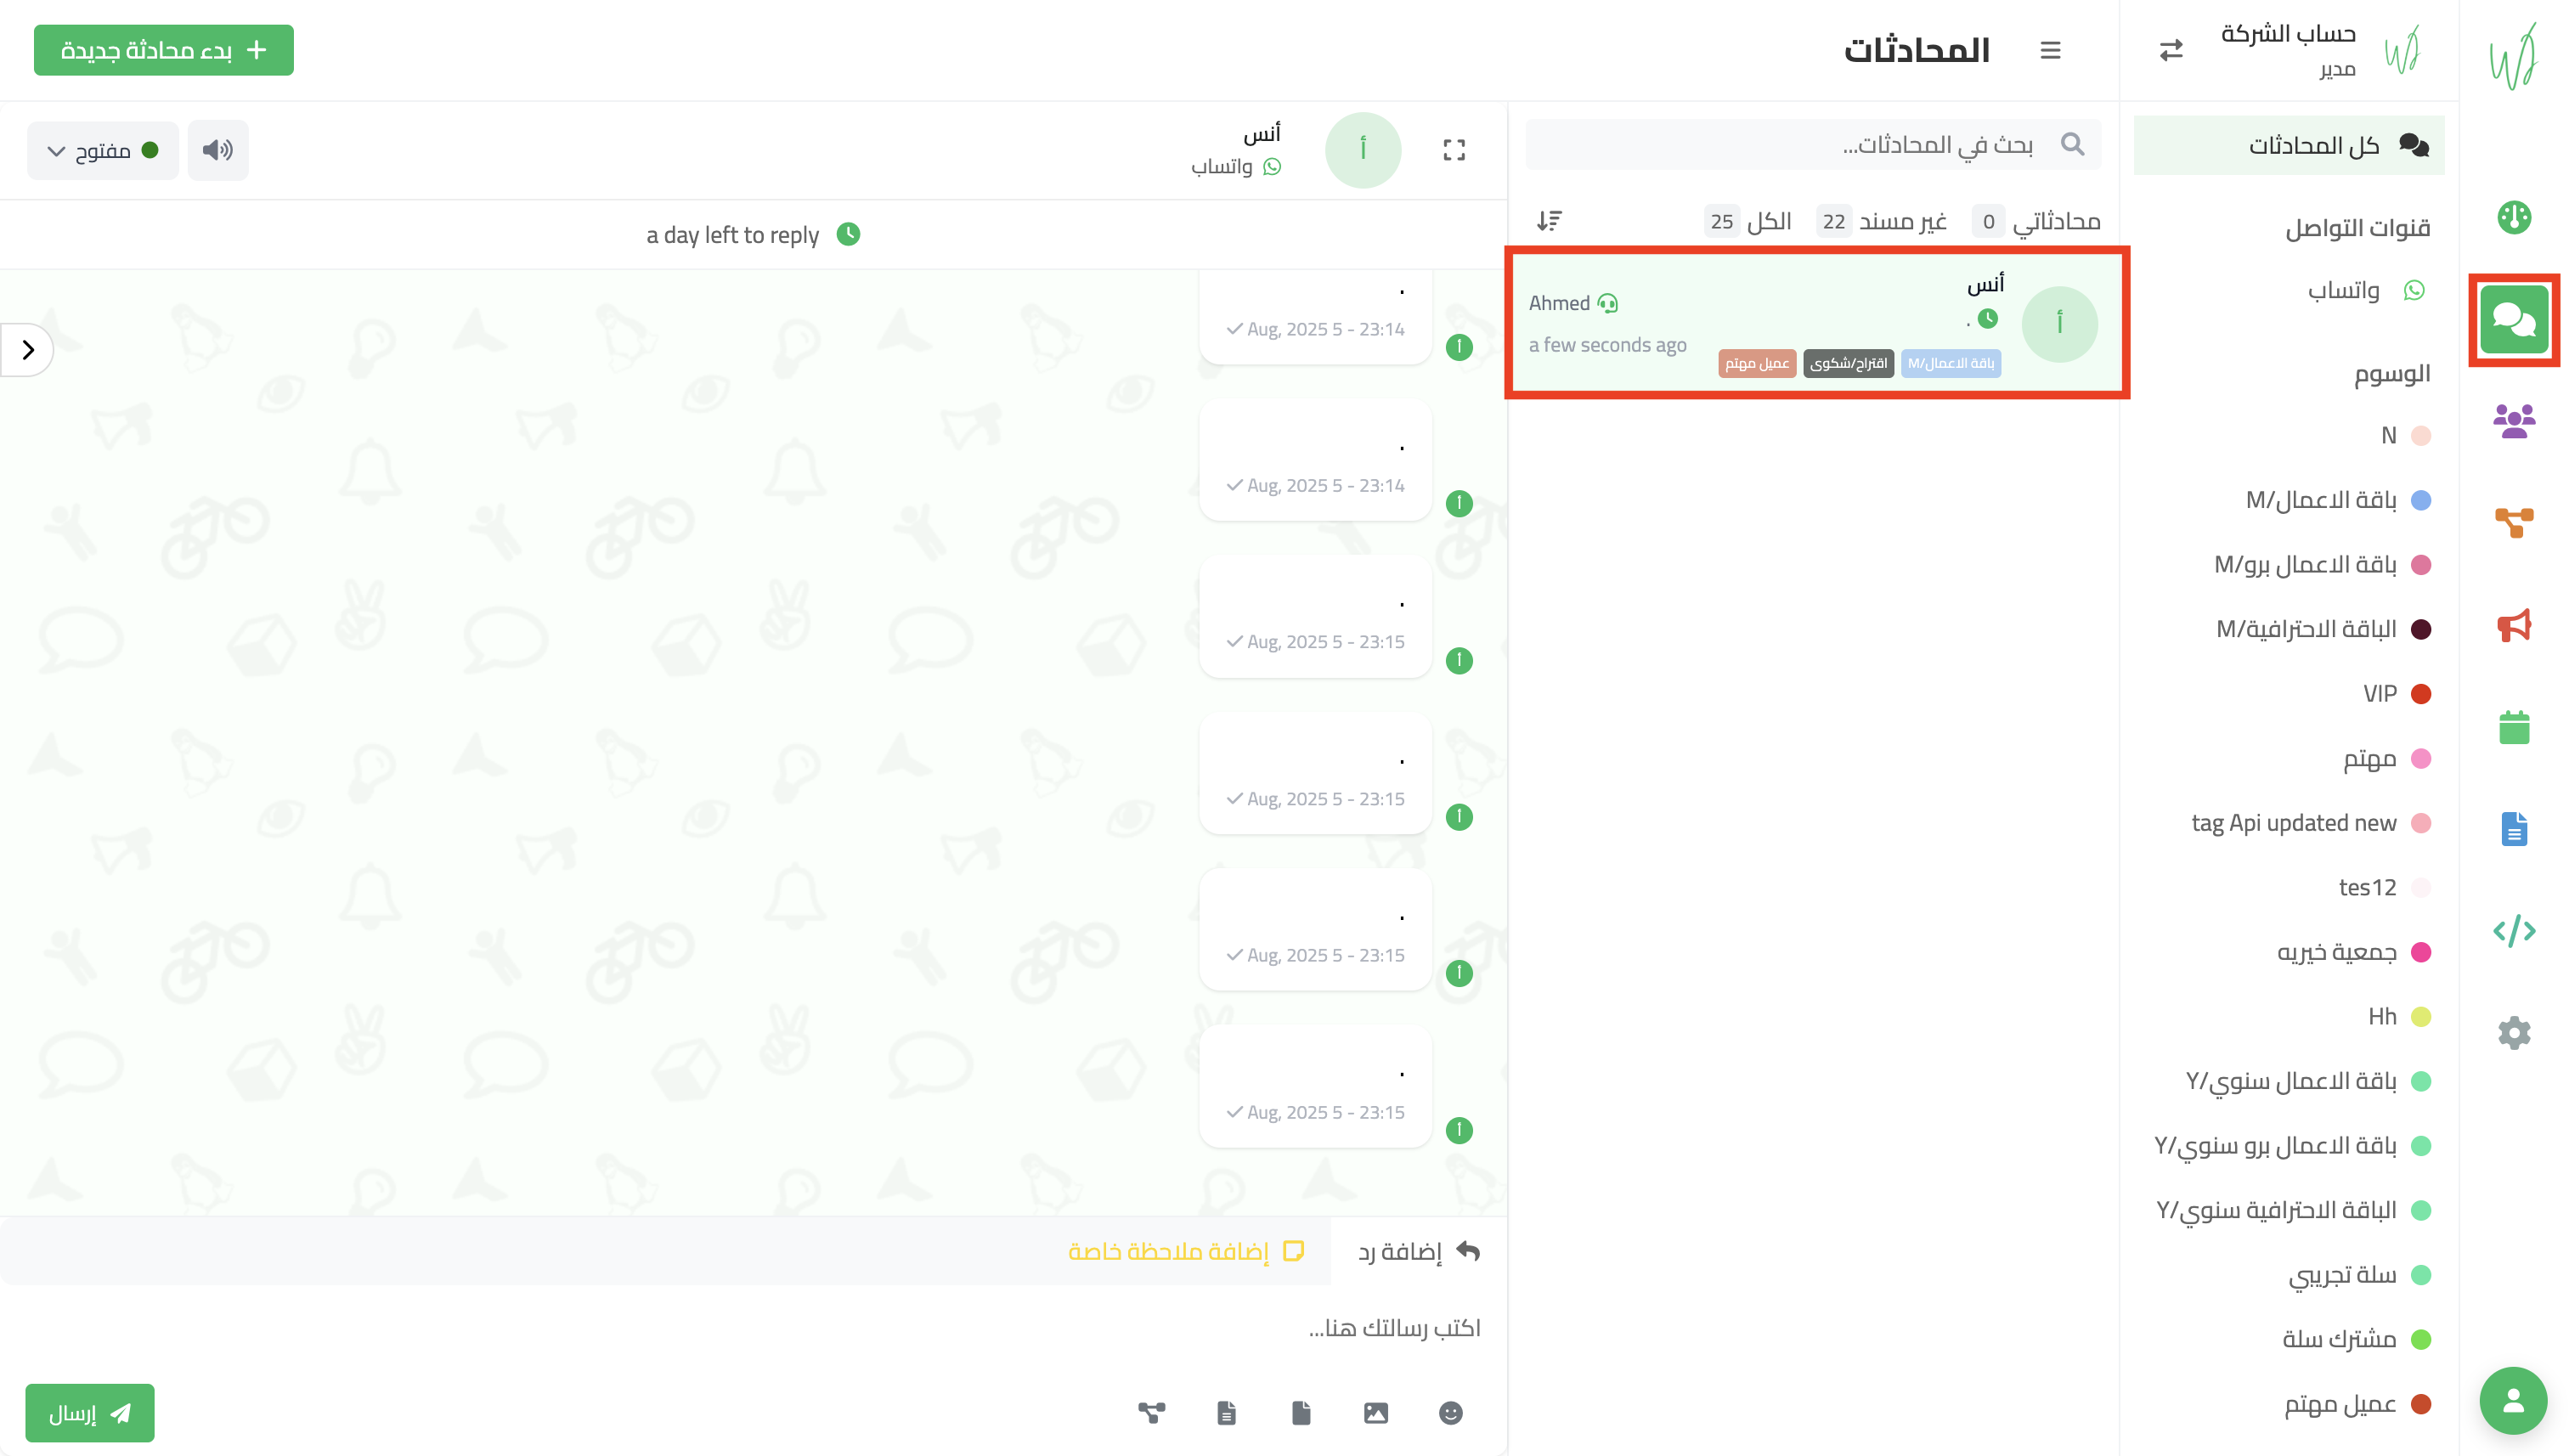 حساب الشركة
مدير
كل المحادثات
قنوات التواصل
واتساب
الوسوم
N
باقة الاعمال/M
باقة الاعمال برو/M
الباقة الاحترافية/M
VIP
مهتم
tag Api updated new
tes12
جمعية خيريه
Hh
باقة الاعمال سنوي/Y
باقة الاعمال برو سنوي/Y
الباقة الاحترافية سنوي/Y
سلة تجريبي
مشترك سلة
عميل مهتم
المحادثات
بحث في المحادثات...
محادثاتي 0 غير مسند 22 الكل 25
أ
أنس
.
Ahmed
a few seconds ago
باقة الاعمال/M اقتراح/شكوى عميل مهتم
بدء محادثة جديدة
أ
أنس
واتساب
مفتوح
a day left to reply
.
Aug, 2025 5 - 23:14
أ
.
Aug, 2025 5 - 23:14
أ
.
Aug, 2025 5 - 23:15
أ
.
Aug, 2025 5 - 23:15
أ
.
Aug, 2025 5 - 23:15
أ
.
Aug, 2025 5 - 23:15
أ
إضافة رد
إضافة ملاحظة خاصة
اكتب رسالتك هنا...
إرسال